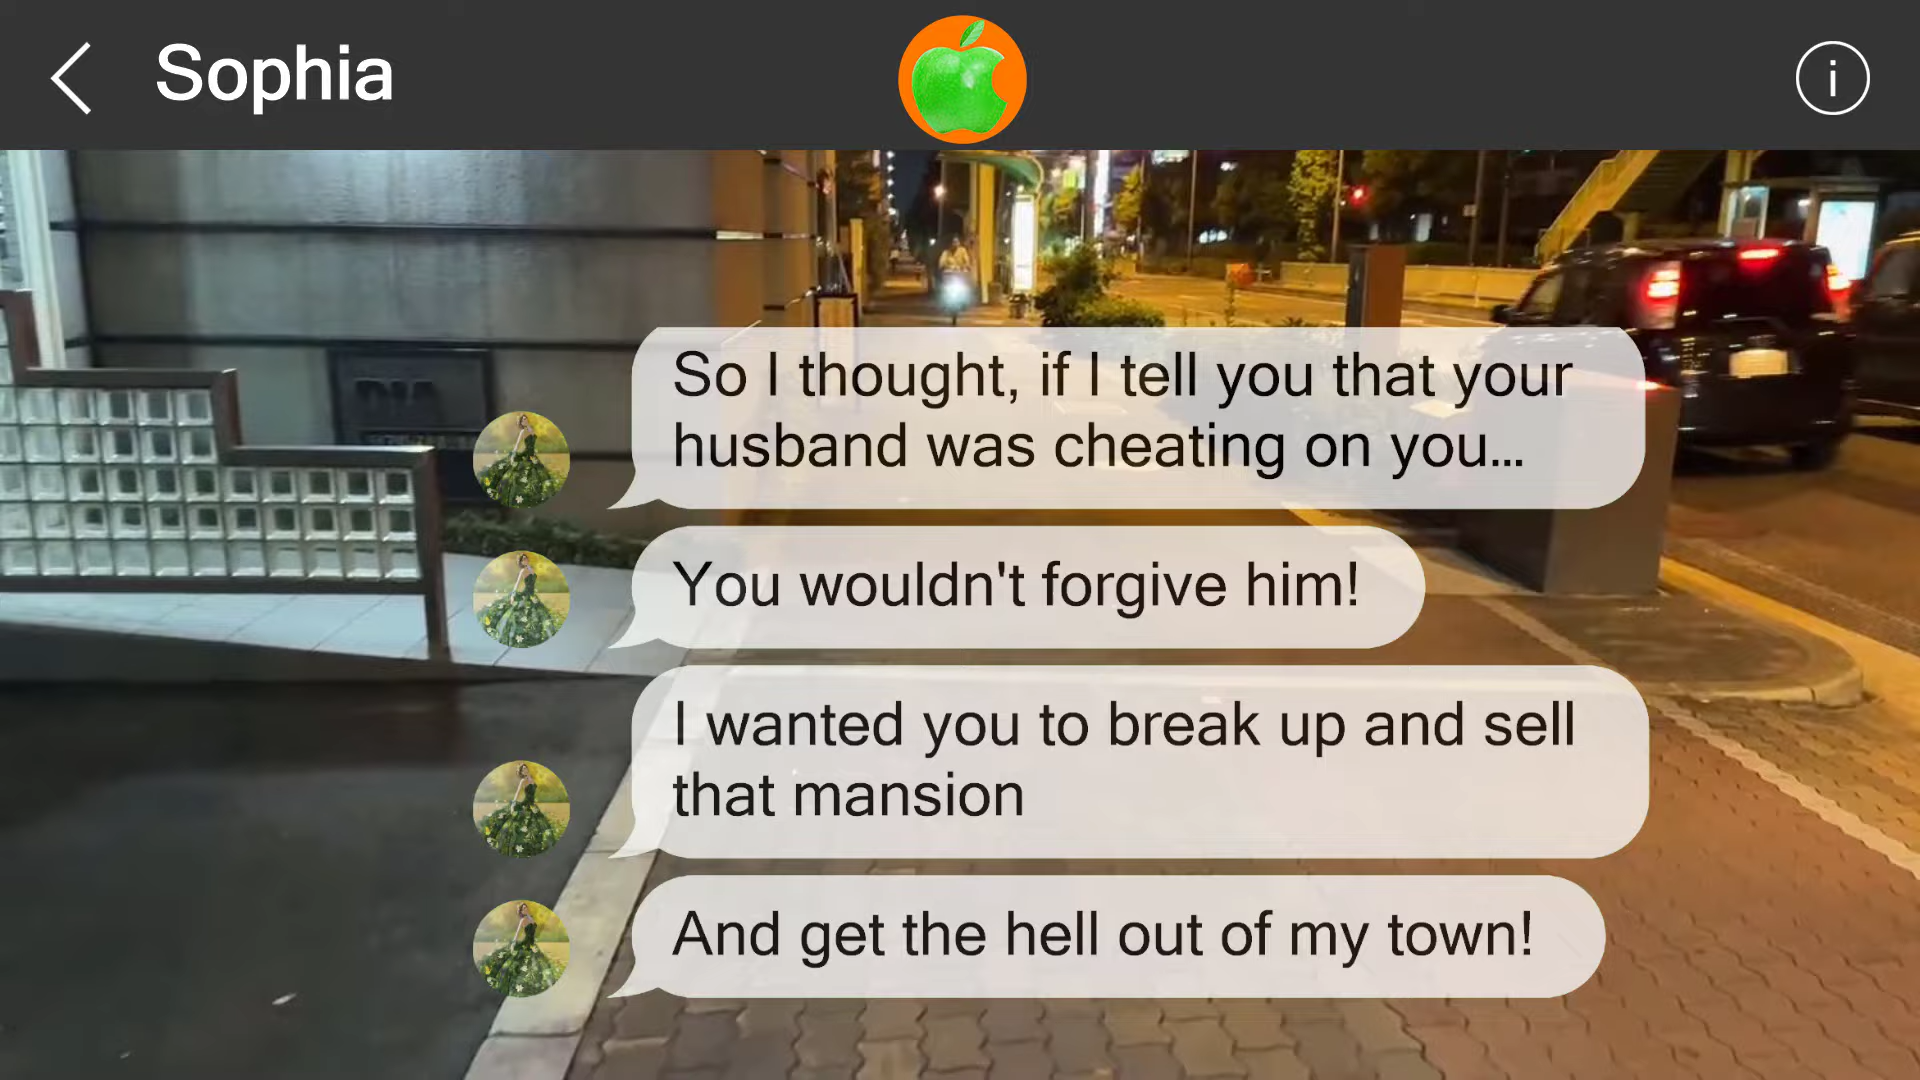 Sophia
i
So I thought, if I tell you that your
husband was cheating on you...
You wouldn't forgive him!
I wanted you to break up and sell
that mansion
And get the hell out of my town!